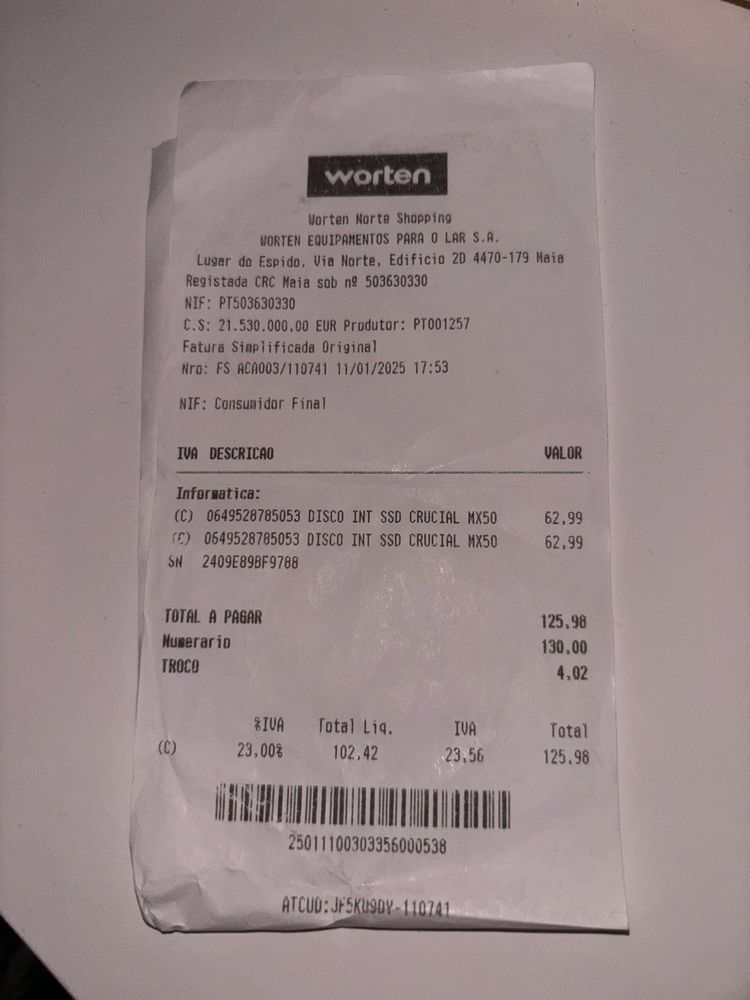 worten
Worten Norte Shopping
WORTEN EQUIPAMENTOS PARA O LAR S.A.
Lugar do Espido, Via Norte, Edificio 2D 4470-179 Maia
Registada CRC Maia sob nº 503630330
NIF: PT503630330
C.S: 21.530.000,00 EUR Produtor: PT001257
Fatura Simplificada Original
Nro: FS ACA003/110741 11/01/2025 17:53
NIF: Consumidor Final
IVA DESCRICAO VALOR
Informatica:
(C) 0649528785053 DISCO INT SSD CRUCIAL MX50 62,99
(C) 0649528785053 DISCO INT SSD CRUCIAL MX50 62,99
SN 2409E89BF9788
TOTAL A PAGAR 125,98
Numerario 130,00
TROCO 4,02
%IVA Total Liq. IVA Total
(C) 23,00% 102,42 23,56 125,98
25011100303356000538
ATCUD:JF5KU9DV-110741